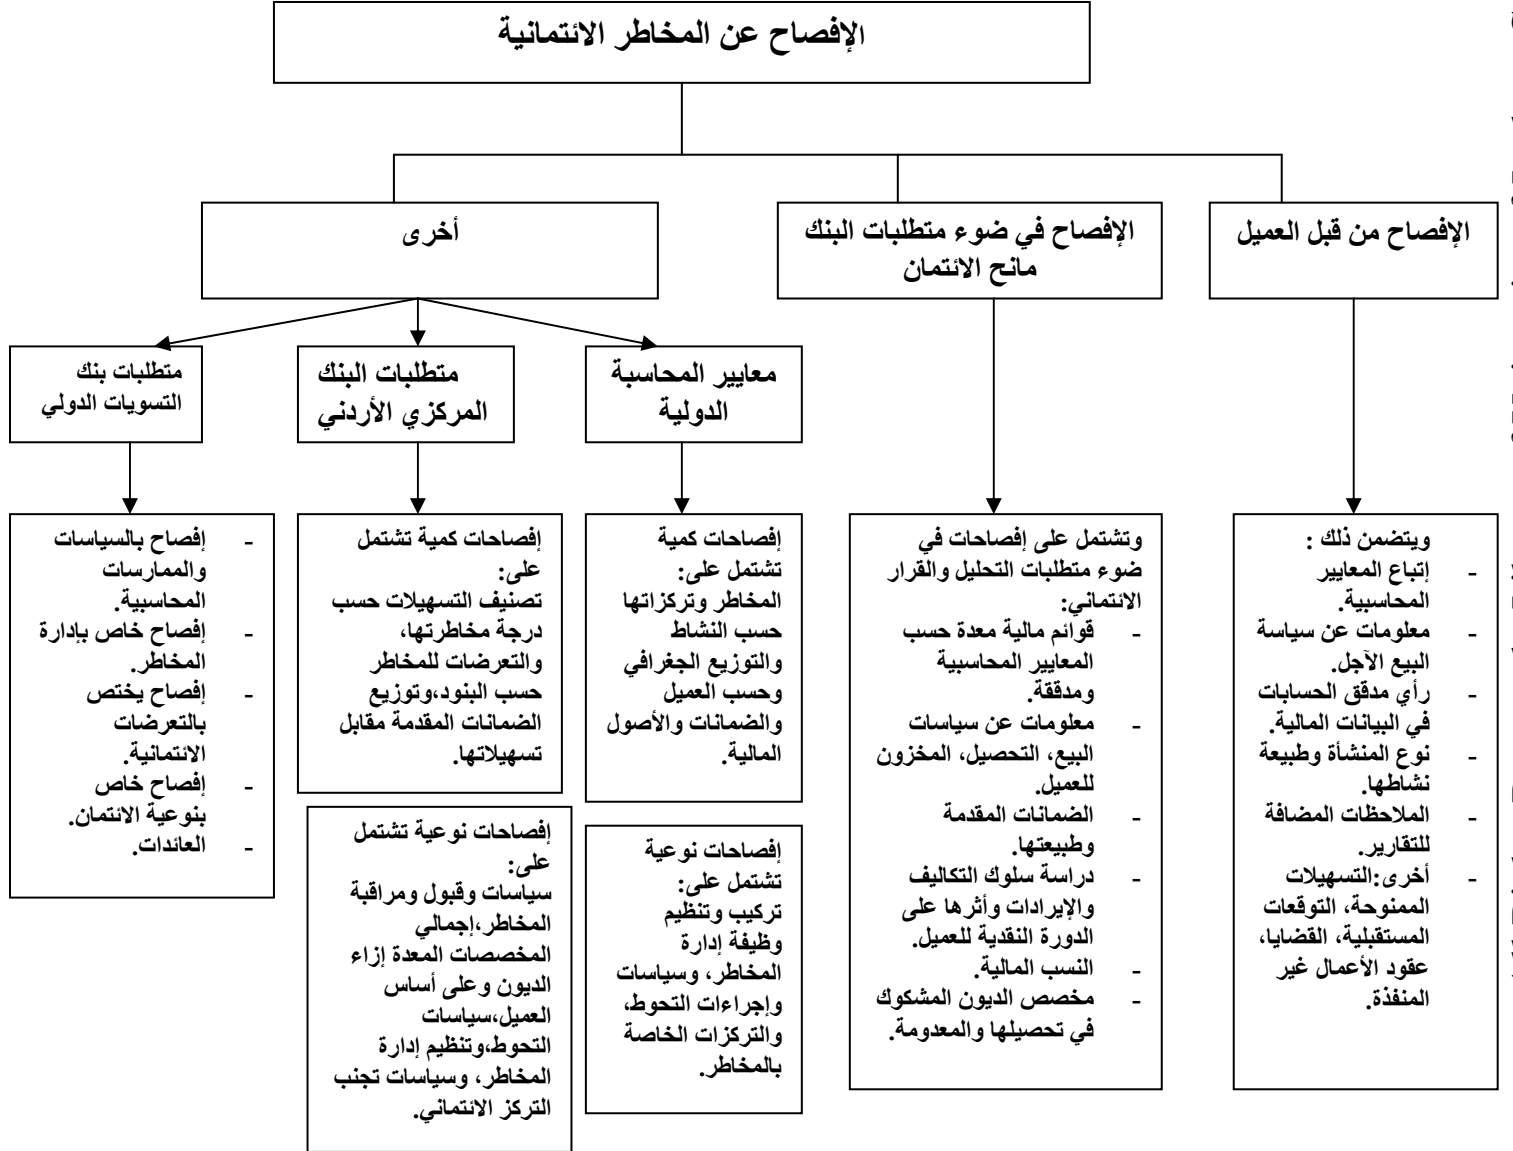 الإفصاح عن المخاطر الائتمانية
الإفصاح من قبل العميل
الإفصاح في ضوء متطلبات البنك
مانح الائتمان
أخرى
معايير المحاسبة
الدولية
متطلبات البنك
المركزي الأردني
متطلبات بنك
التسويات الدولي
ويتضمن ذلك :
- إتباع المعايير
المحاسبية.
- معلومات عن سياسة
البيع الآجل.
- رأي مدقق الحسابات
في البيانات المالية.
- نوع المنشأة وطبيعة
نشاطها.
- الملاحظات المضافة
للتقارير.
- أخرى:التسهيلات
الممنوحة، التوقعات
المستقبلية، القضايا،
عقود الأعمال غير
المنفذة.
وتشتمل على إفصاحات في
ضوء متطلبات التحليل والقرار
الائتماني:
- قوائم مالية معدة حسب
المعايير المحاسبية
ومدققة.
- معلومات عن سياسات
البيع، التحصيل، المخزون
للعميل.
- الضمانات المقدمة
وطبيعتها.
- دراسة سلوك التكاليف
والإيرادات وأثرها على
الدورة النقدية للعميل.
- النسب المالية.
- مخصص الديون المشكوك
في تحصيلها والمعدومة.
إفصاحات كمية
تشتمل على:
المخاطر وتركزاتها
حسب النشاط
والتوزيع الجغرافي
وحسب العميل
والضمانات والأصول
المالية.
إفصاحات نوعية
تشتمل على:
تركيب وتنظيم
وظيفة إدارة
المخاطر، وسياسات
وإجراءات التحوط،
والتركزات الخاصة
بالمخاطر.
إفصاحات كمية تشتمل
على:
تصنيف التسهيلات حسب
درجة مخاطرتها،
والتعرضات للمخاطر
حسب البنود،وتوزيع
الضمانات المقدمة مقابل
تسهيلاتها.
إفصاحات نوعية تشتمل
على:
سياسات وقبول ومراقبة
المخاطر،إجمالي
المخصصات المعدة إزاء
الديون وعلى أساس
العميل،سياسات
التحوط،وتنظيم إدارة
المخاطر، وسياسات تجنب
التركز الائتماني.
- إفصاح بالسياسات
والممارسات
المحاسبية.
- إفصاح خاص بإدارة
المخاطر.
- إفصاح يختص
بالتعرضات
الائتمانية.
- إفصاح خاص
بنوعية الائتمان.
- العائدات.